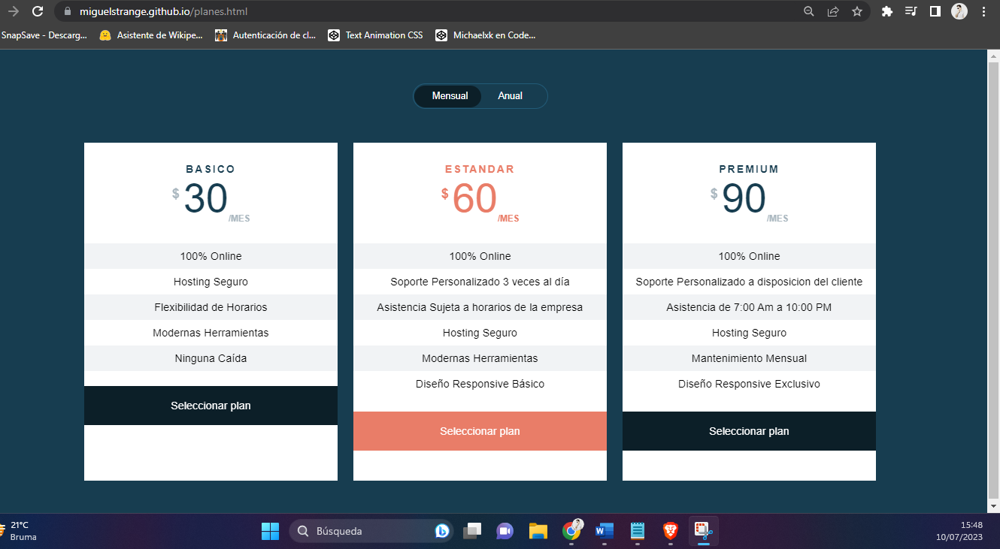 miguelstrange.github.io/planes.html
SnapSave - Descarg...
Asistente de Wikipe...
Autenticación de cl...
Text Animation CSS
Michaelxk en Code...
Mensual
Anual
BASICO
$30/MES
100% Online
Hosting Seguro
Flexibilidad de Horarios
Modernas Herramientas
Ninguna Caída
Seleccionar plan
ESTANDAR
$60/MES
100% Online
Soporte Personalizado 3 veces al día
Asistencia Sujeta a horarios de la empresa
Hosting Seguro
Modernas Herramientas
Diseño Responsive Básico
Seleccionar plan
PREMIUM
$90/MES
100% Online
Soporte Personalizado a disposicion del cliente
Asistencia de 7:00 Am a 10:00 PM
Hosting Seguro
Mantenimiento Mensual
Diseño Responsive Exclusivo
Seleccionar plan
21°C
Bruma
Búsqueda
W
15:48
10/07/2023